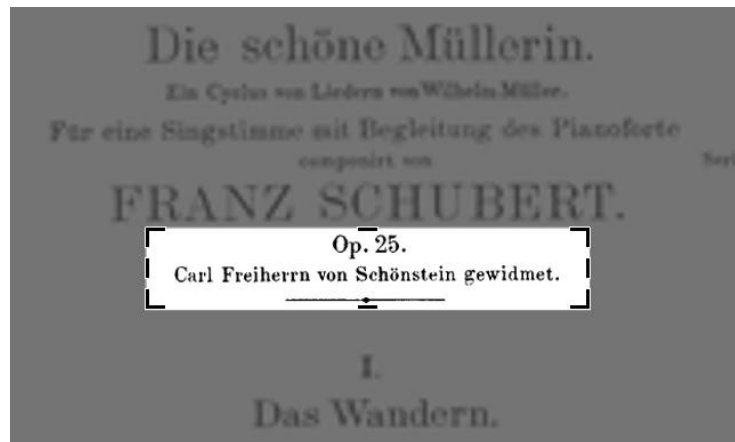 Die schöne Müllerin.
Ein Cyclus von Liedern von Wilhelm Müller.
Für eine Singstimme mit Begleitung des Pianoforte
componirt von
FRANZ SCHUBERT.
Op. 25.
Carl Freiherrn von Schönstein gewidmet.
I.
Das Wandern.